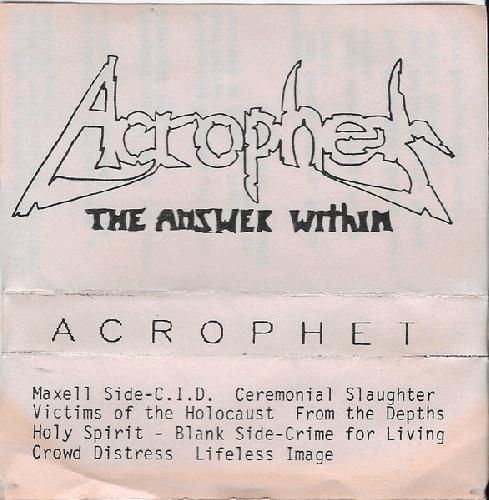 Acrophet
THE ANSWER WITHIN
ACROPHET
Maxell Side-C.I.D. Ceremonial Slaughter
Victims of the Holocaust From the Depths
Holy Spirit - Blank Side-Crime for Living
Crowd Distress Lifeless Image